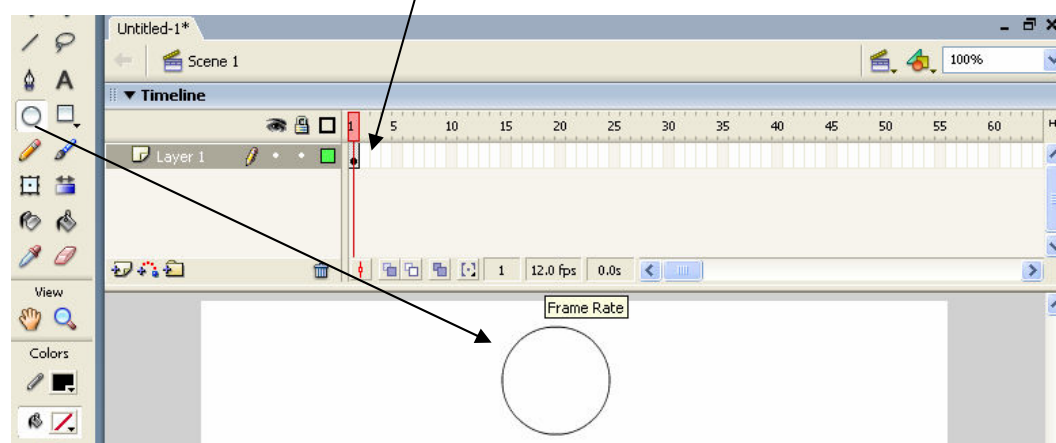 Untitled-1*
Scene 1
100%
Timeline
1 5 10 15 20 25 30 35 40 45 50 55 60 H
Layer 1
1 12.0 fps 0.0s
Frame Rate
A
View
Colors